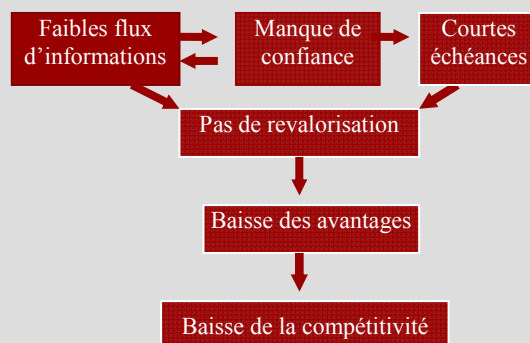 Faibles flux
d’informations
Manque de
confiance
Courtes
échéances
Pas de revalorisation
Baisse des avantages
Baisse de la compétitivité